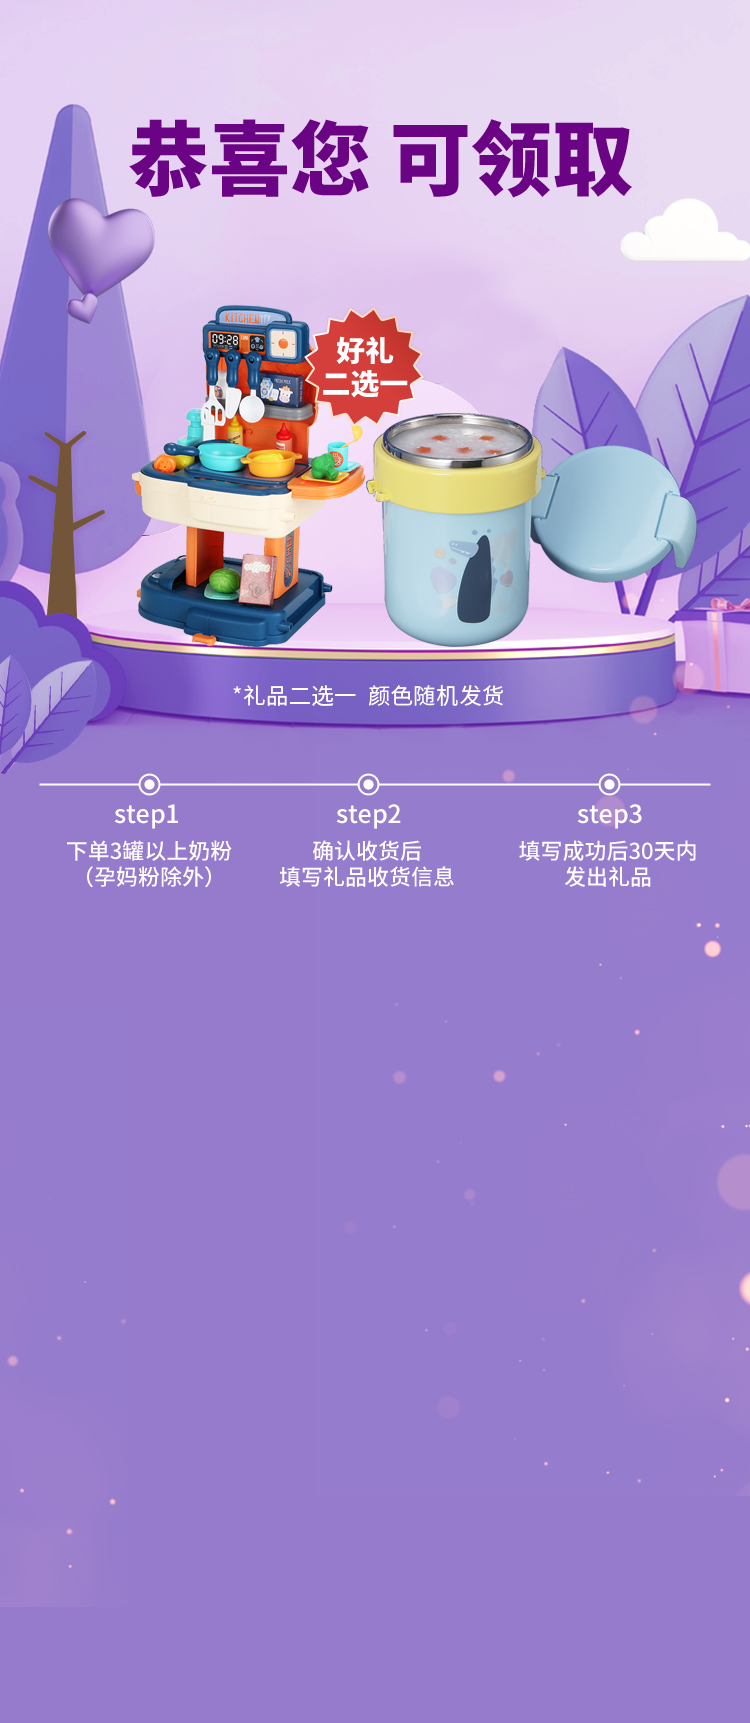 恭喜您 可领取
KITCHEN
09:28
好礼
二选一
*礼品二选一 颜色随机发货
step1
step2
step3
下单3罐以上奶粉
（孕妈粉除外）
确认收货后
填写礼品收货信息
填写成功后30天内
发出礼品